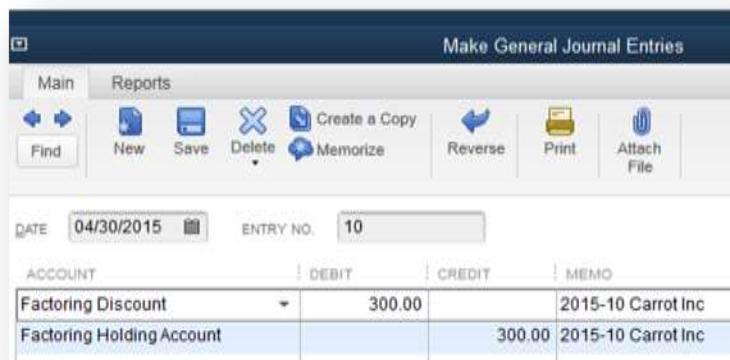 Make General Journal Entries
Main Reports
Find New Save Delete Create a Copy
Memorize Reverse Print Attach File
DATE 04/30/2015 ENTRY NO. 10
ACCOUNT DEBIT CREDIT MEMO
Factoring Discount 300.00 2015-10 Carrot Inc
Factoring Holding Account 300.00 2015-10 Carrot Inc